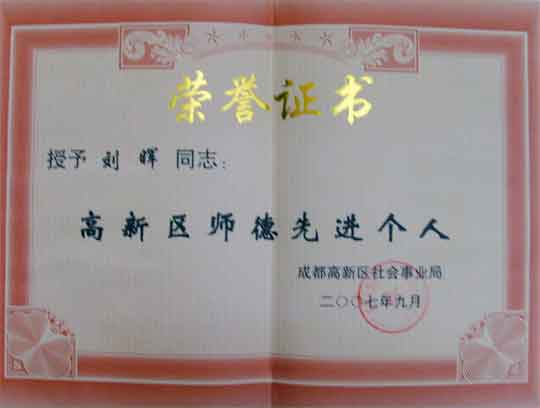 荣誉证书
授予刘晖同志：
高新区师德先进个人
成都高新区社会事业局
二〇〇七年九月